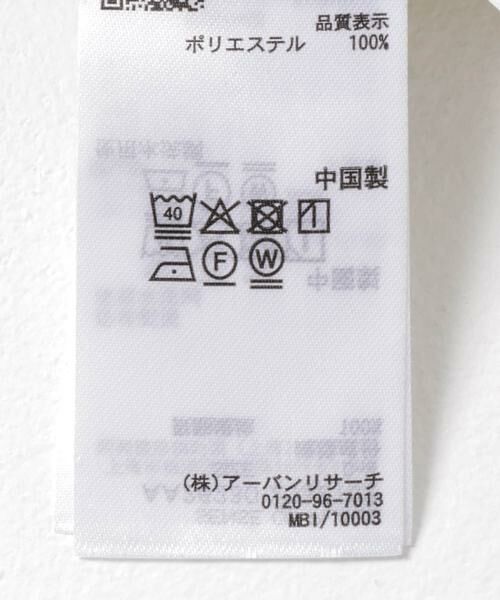 品質表示
ポリエステル 100%
中国製
40
F W
(株)アーバンリサーチ
0120-96-7013
MBI/10003